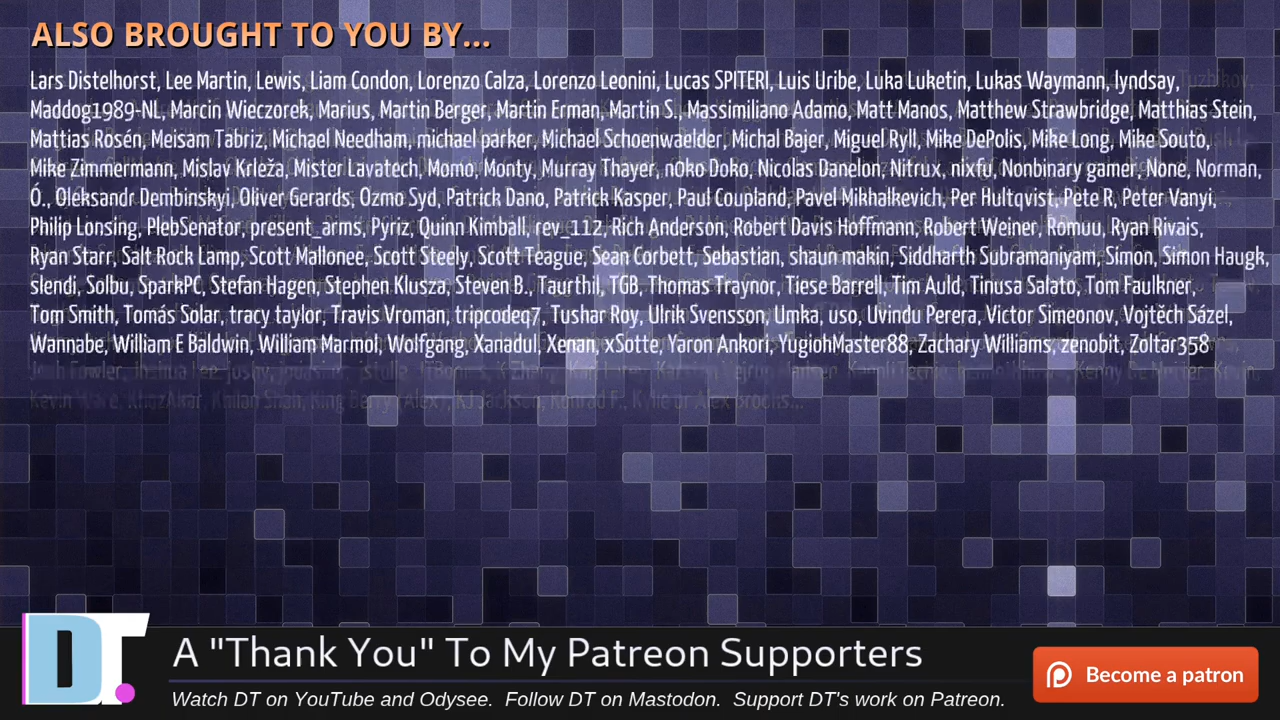 ALSO BROUGHT TO YOU BY...
Lars Distelhorst, Lee Martin, Lewis, Liam Condon, Lorenzo Calza, Lorenzo Leonini, Lucas SPITERI, Luis Uribe, Luka Luketin, Lukas Waymann, lyndsay,
Maddog1989-NL, Marcin Wieczorek, Marius, Martin Berger, Martin Erman, Martin S., Massimiliano Adamo, Matt Manos, Matthew Strawbridge, Matthias Stein,
Mattias Rosén, Meisam Tabriz, Michael Needham, michael parker, Michael Schoenwaelder, Michal Bajer, Miguel Ryll, Mike DePolis, Mike Long, Mike Souto,
Mike Zimmermann, Mislav Krleža, Mister Lavatech, Momo, Monty, Murray Thayer, n0ko Doko, Nicolas Danelon, Nitrux, nixfu, Nonbinary gamer, None, Norman,
Ó., Oleksandr Dembinskyi, Oliver Gerards, Ozmo Syd, Patrick Dano, Patrick Kasper, Paul Coupland, Pavel Mikhalkevich, Per Hultqvist, Pete R, Peter Vanyi,
Philip Lonsing, PlebSenator, present_arms, Pyriz, Quinn Kimball, rev_112, Rich Anderson, Robert Davis Hoffmann, Robert Weiner, Romuu, Ryan Rivais,
Ryan Starr, Salt Rock Lamp, Scott Mallonee, Scott Steely, Scott Teague, Sean Corbett, Sebastian, shaun makin, Siddharth Subramaniyam, Simon, Simon Haugk,
slendi, Solbu, SparkPC, Stefan Hagen, Stephen Klusza, Steven B., Taurthil, TGB, Thomas Traynor, Tiese Barrell, Tim Auld, Tinusa Salato, Tom Faulkner,
Tom Smith, Tomás Solar, tracy taylor, Travis Vroman, tripcodeq7, Tushar Roy, Ulrik Svensson, Umka, uso, Uvindu Perera, Victor Simeonov, Vojtěch Sázel,
Wannabe, William E Baldwin, William Marmol, Wolfgang, Xanadul, Xenan, xSotte, Yaron Ankori, YugiohMaster88, Zachary Williams, zenobit, Zoltar358
DT.
A "Thank You" To My Patreon Supporters
Watch DT on YouTube and Odysee. Follow DT on Mastodon. Support DT's work on Patreon.
Become a patron